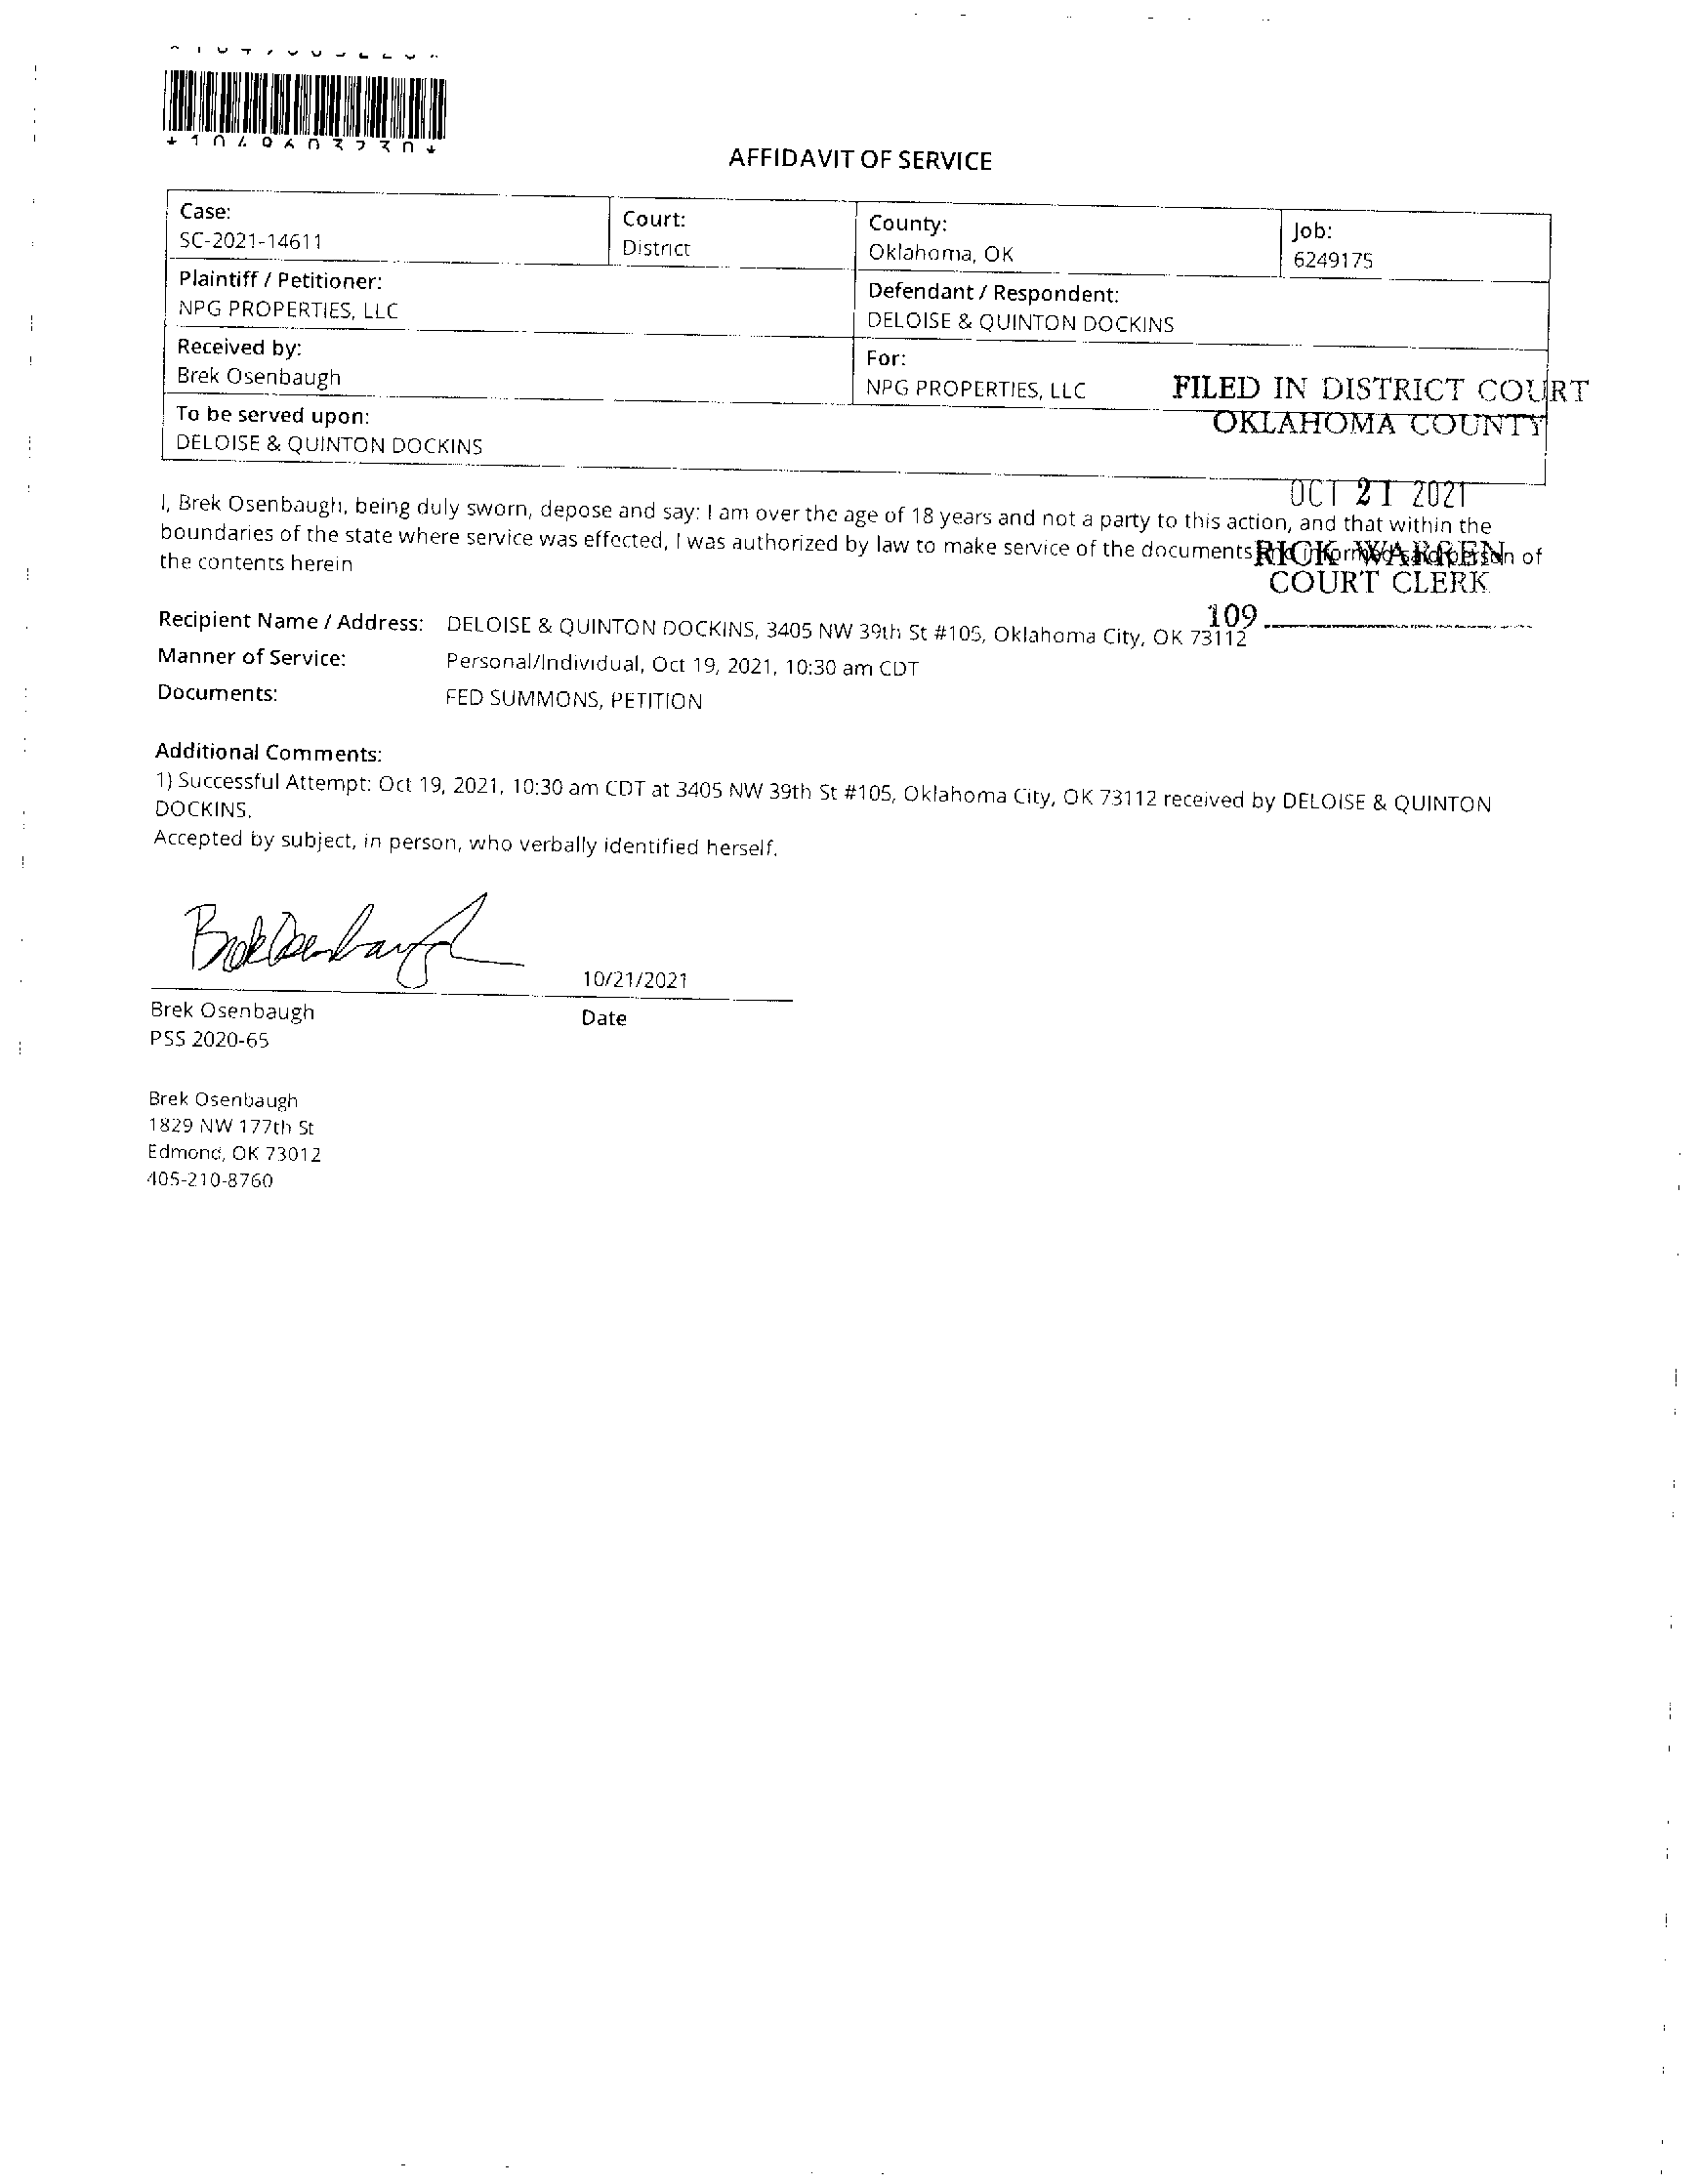 AFFIDAVIT OF SERVICE
Case:
SC-2021-14611
Court:
District
County:
Oklahoma, OK
Job:
6249175
Plaintiff / Petitioner:
NPG PROPERTIES, LLC
Defendant / Respondent:
DELOISE & QUINTON DOCKINS
Received by:
Brek Osenbaugh
For:
NPG PROPERTIES, LLC
To be served upon:
DELOISE & QUINTON DOCKINS
FILED IN DISTRICT COURT
OKLAHOMA COUNTY
OCT 21 2021
RICK WARREN
COURT CLERK
109
I, Brek Osenbaugh, being duly sworn, depose and say: I am over the age of 18 years and not a party to this action, and that within the
boundaries of the state where service was effected, I was authorized by law to make service of the documents and informed said person of
the contents herein
Recipient Name / Address: DELOISE & QUINTON DOCKINS, 3405 NW 39th St #105, Oklahoma City, OK 73112
Manner of Service: Personal/Individual, Oct 19, 2021, 10:30 am CDT
Documents: FED SUMMONS, PETITION
Additional Comments:
1) Successful Attempt: Oct 19, 2021, 10:30 am CDT at 3405 NW 39th St #105, Oklahoma City, OK 73112 received by DELOISE & QUINTON
DOCKINS.
Accepted by subject, in person, who verbally identified herself.
Brek Osenbaugh
10/21/2021
Brek Osenbaugh
Date
PSS 2020-65
Brek Osenbaugh
1829 NW 177th St
Edmond, OK 73012
405-210-8760